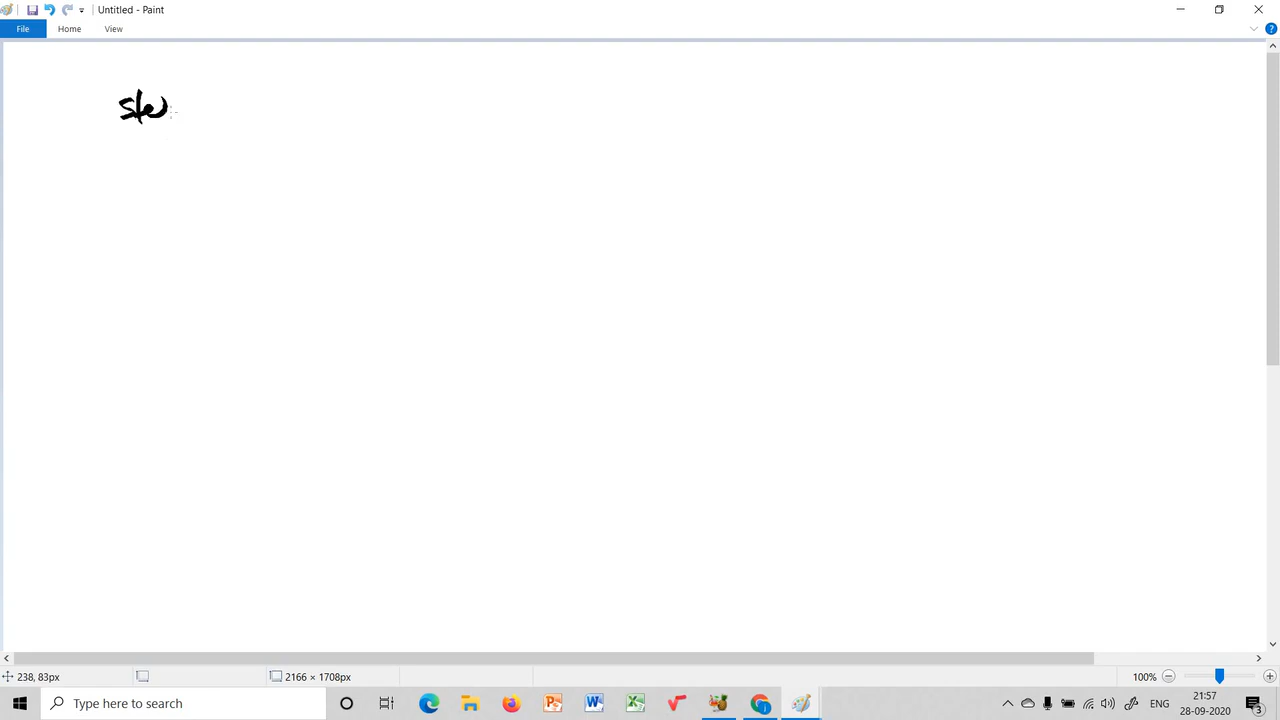 Untitled - Paint
File
Home
View
238, 83px
2166 × 1708px
100%
Type here to search
ENG
21:57
28-09-2020
3